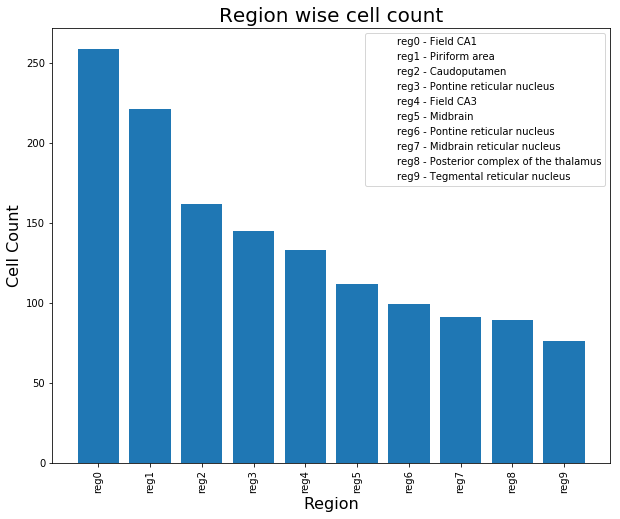 Region wise cell count
reg0 - Field CA1
reg1 - Piriform area
reg2 - Caudoputamen
reg3 - Pontine reticular nucleus
reg4 - Field CA3
reg5 - Midbrain
reg6 - Pontine reticular nucleus
reg7 - Midbrain reticular nucleus
reg8 - Posterior complex of the thalamus
reg9 - Tegmental reticular nucleus
Cell Count
250
200
150
100
50
0
reg0
reg1
reg2
reg3
reg4
reg5
reg6
reg7
reg8
reg9
Region